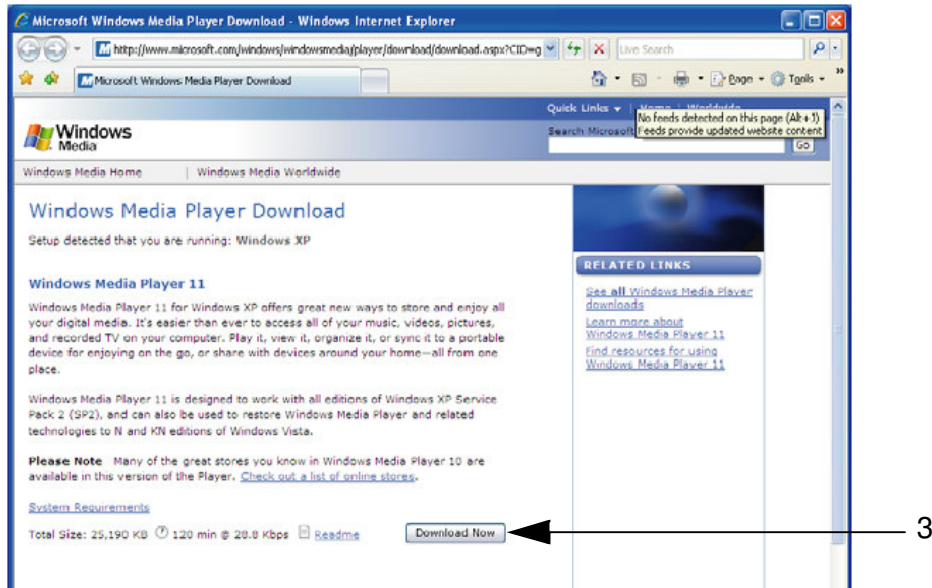 Microsoft Windows Media Player Download - Windows Internet Explorer
http://www.microsoft.com/windows/windowsmedia/player/download/download.aspx?CID=g
Live Search
Microsoft Windows Media Player Download
Page
Tools
»
Quick Links | Home | Worldwide
No feeds detected on this page (Alt+J)
Feeds provide updated website content
Windows
Media
Search Microsoft
GO
Windows Media Home | Windows Media Worldwide
Windows Media Player Download
Setup detected that you are running: Windows XP
Windows Media Player 11
Windows Media Player 11 for Windows XP offers great new ways to store and enjoy all
your digital media. It's easier than ever to access all of your music, videos, pictures,
and recorded TV on your computer. Play it, view it, organize it, or sync it to a portable
device for enjoying on the go, or share with devices around your home—all from one
place.
Windows Media Player 11 is designed to work with all editions of Windows XP Service
Pack 2 (SP2), and can also be used to restore Windows Media Player and related
technologies to N and KN editions of Windows Vista.
Please Note Many of the great stores you know in Windows Media Player 10 are
available in this version of the Player. Check out a list of online stores.
System Requirements
Total Size: 25,190 KB 120 min @ 28.8 Kbps Readme
Download Now
3
RELATED LINKS
See all Windows Media Player
downloads
Learn more about
Windows Media Player 11
Find resources for using
Windows Media Player 11